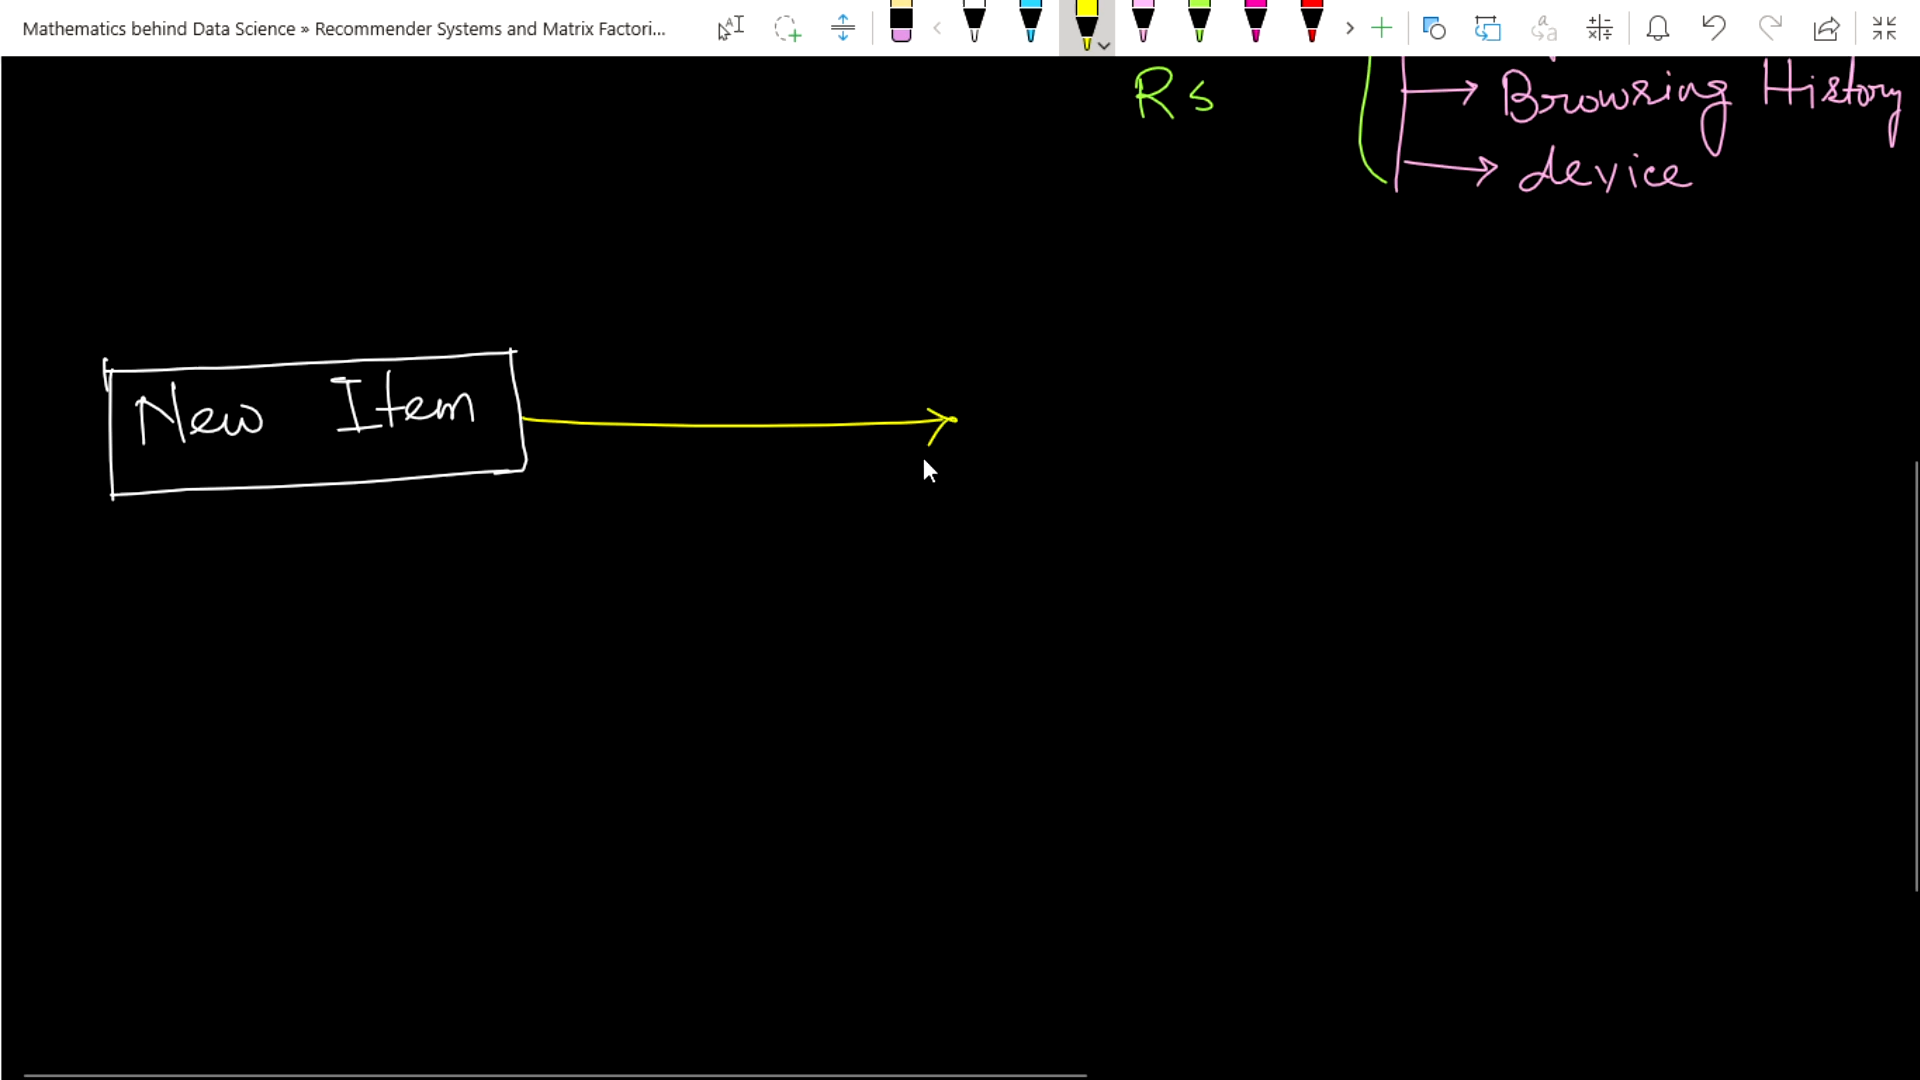 Mathematics behind Data Science » Recommender Systems and Matrix Factori...
Rs
Browsing History
device
New Item